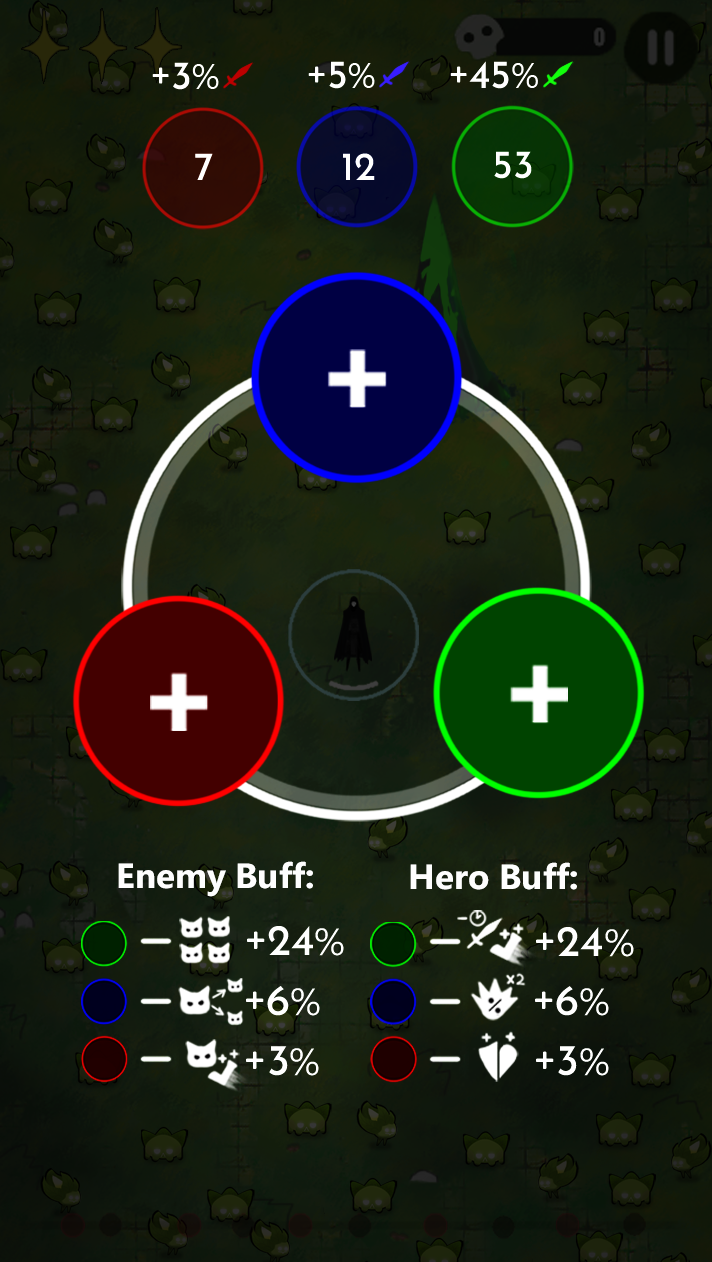 0
+3% +5% +45%
7 12 53
+
+ +
Enemy Buff: Hero Buff:
+24% +24%
x2
+6% +6%
+3% +3%